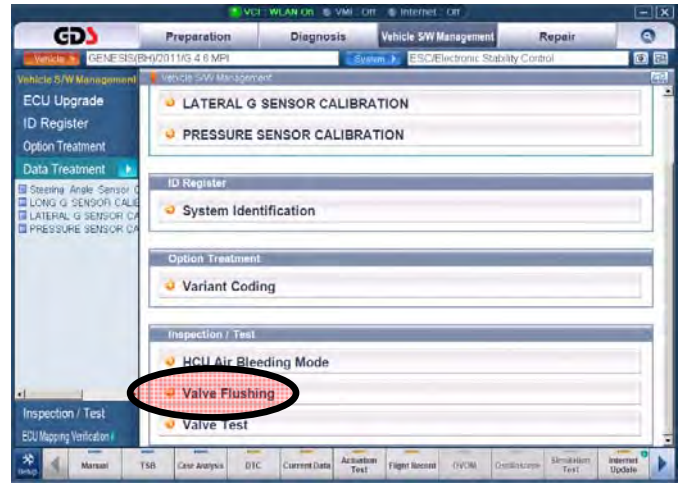 VCI : WLAN On VMI : Off Internet : Off
GDS Preparation Diagnosis Vehicle S/W Management Repair
Vehicle GENESIS(BH)/2011/G 4.6 MPI System ESC/Electronic Stability Control
Vehicle S/W Management
Vehicle S/W Management
ECU Upgrade
ID Register
Option Treatment
Data Treatment
Steering Angle Sensor C
LONG G SENSOR CALIB
LATERAL G SENSOR CA
PRESSURE SENSOR CA
Inspection / Test
ECU Mapping Verification
LATERAL G SENSOR CALIBRATION
PRESSURE SENSOR CALIBRATION
ID Register
System Identification
Option Treatment
Variant Coding
Inspection / Test
HCU Air Bleeding Mode
Valve Flushing
Valve Test
Setup Manual TSB Case Analysis DTC Current Data Actuation Test Flight Record DVOM Oscilloscope Simulation Test Internet Update